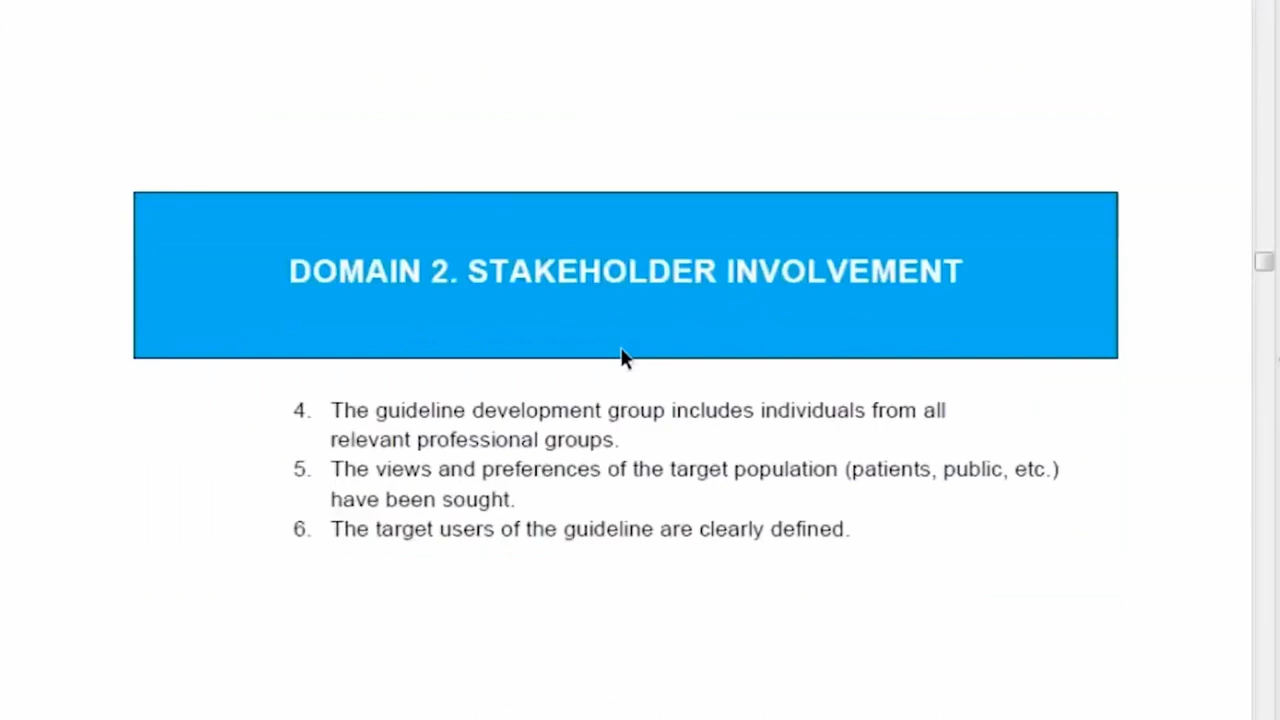 DOMAIN 2. STAKEHOLDER INVOLVEMENT
4. The guideline development group includes individuals from all
relevant professional groups.
5. The views and preferences of the target population (patients, public, etc.)
have been sought.
6. The target users of the guideline are clearly defined.